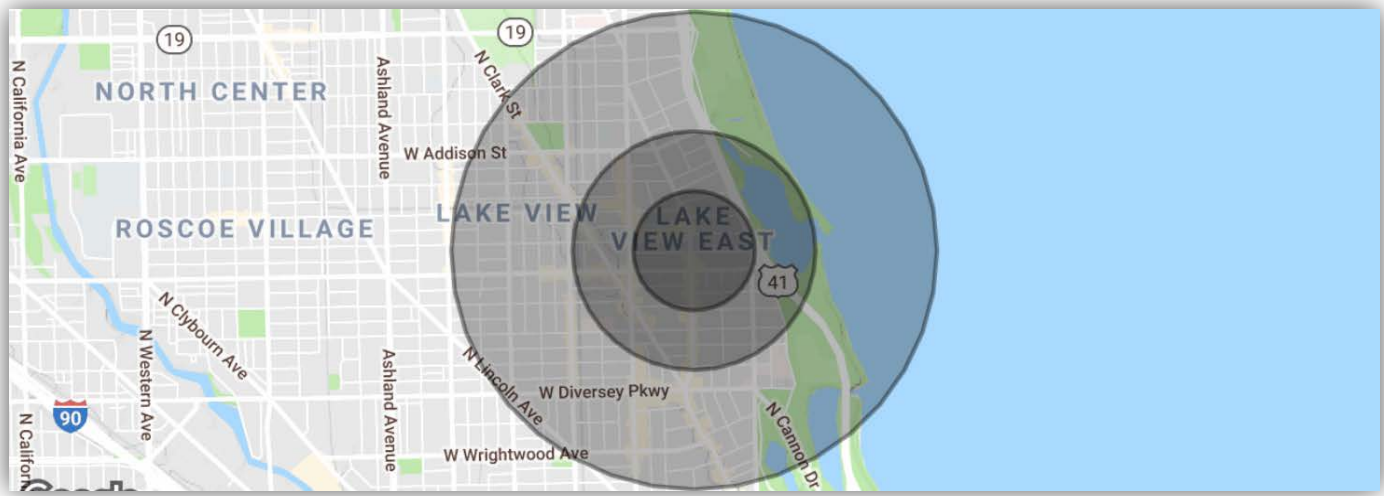 19
19
N California Ave
NORTH CENTER
Ashland Avenue
N Clark St
W Addison St
LAKE VIEW
LAKE
VIEW EAST
ROSCOE VILLAGE
41
N Clybourn Ave
N Western Ave
Ashland Avenue
N Lincoln Ave
W Diversey Pkwy
N Cannon Dr
90
W Wrightwood Ave